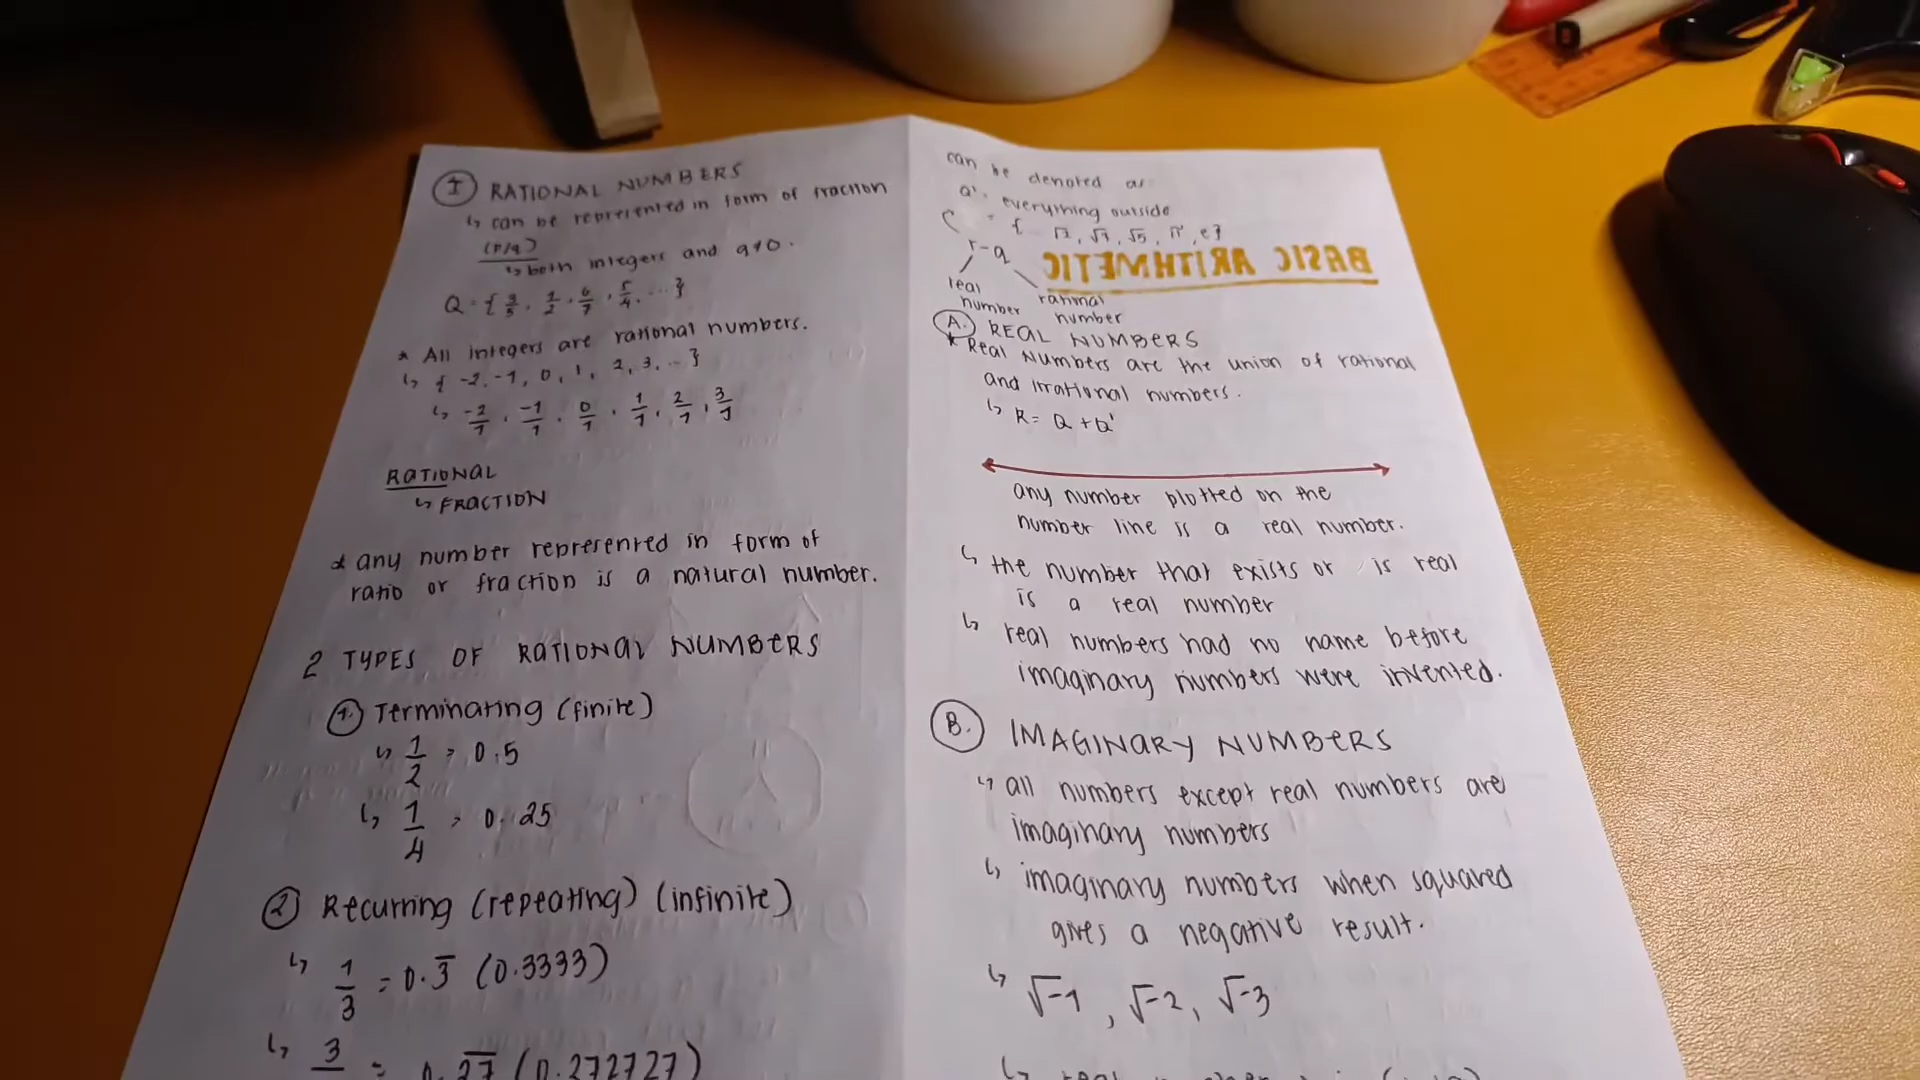 I RATIONAL NUMBERS
↳ can be represented in form of fraction
(p/q)
↳ both integers and q≠0.
Q = { 3/5, 1/2, 6/7, 5/4, ... }
* All integers are rational numbers.
↳ { -2, -1, 0, 1, 2, 3, ... }
↳ -2/1, -1/1, 0/1, 1/1, 2/1, 3/1
RATIONAL
↳ FRACTION
* any number represented in form of
ratio or fraction is a natural number.
2 TYPES OF RATIONAL NUMBERS
1. Terminating (finite)
↳ 1/2 = 0.5
↳ 1/4 = 0.25
2 Recurring (repeating) (infinite)
↳ 1/3 = 0.3̅ (0.3333)
↳ 3 = 0.2̅7̅ (0.272727)
can be denoted as
Q' everything outside
= { √2, √7, √5, π, e }
r-q
real
number
rational
number
BASIC ARITHMETIC
A. REAL NUMBERS
* Real Numbers are the union of rational
and irrational numbers.
↳ R = Q + Q'
any number plotted on the
number line is a real number.
↳ the number that exists or is real
is a real number
↳ real numbers had no name before
imaginary numbers were invented.
B. IMAGINARY NUMBERS
↳ all numbers except real numbers are
imaginary numbers
↳ imaginary numbers when squared
gives a negative result.
↳ √-1, √-2, √-3